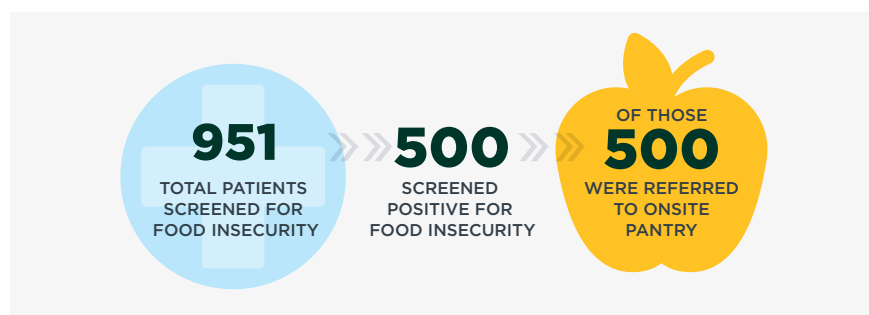 951
TOTAL PATIENTS
SCREENED FOR
FOOD INSECURITY
500
SCREENED
POSITIVE FOR
FOOD INSECURITY
OF THOSE
500
WERE REFERRED
TO ONSITE
PANTRY